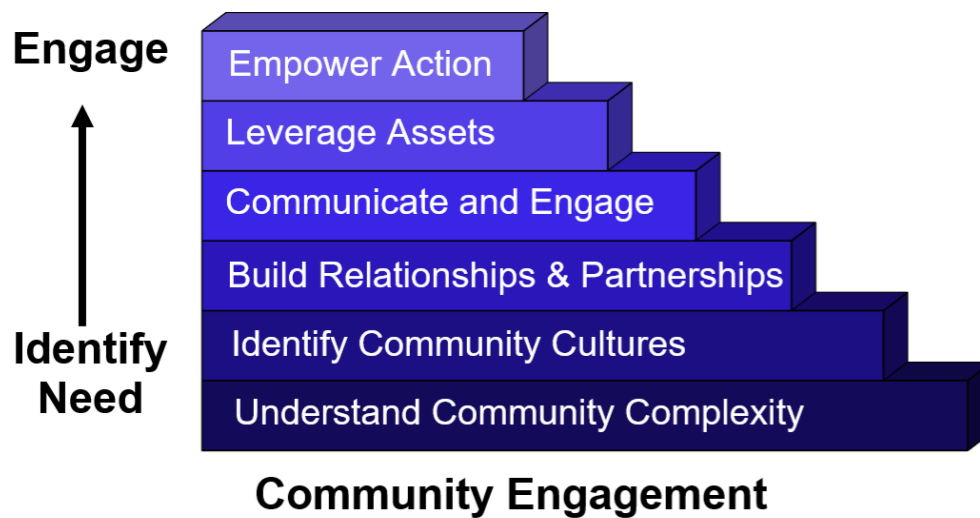 Engage
Empower Action
Leverage Assets
Communicate and Engage
Build Relationships & Partnerships
Identify
Need
Identify Community Cultures
Understand Community Complexity
Community Engagement